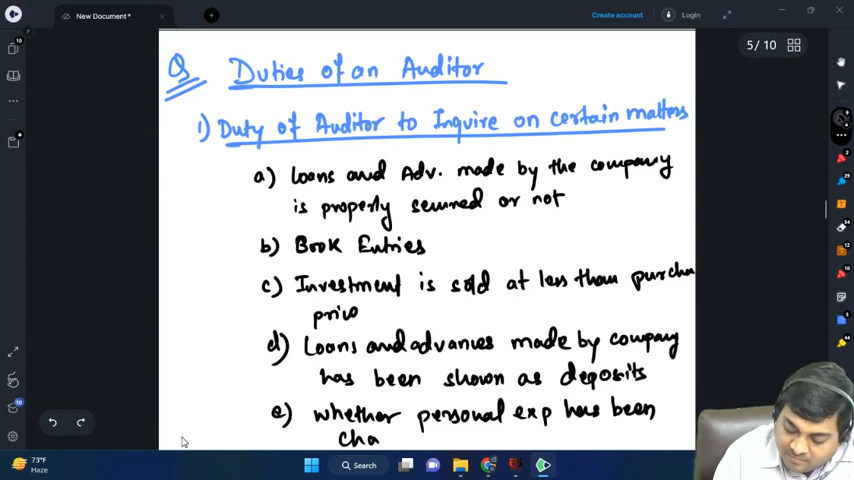 New Document*
Create account
Login
5/10
Q
Duties of an Auditor
1) Duty of Auditor to Inquire on certain matters
a) Loans and Adv. made by the company
is properly secured or not
b) Book Entries
c) Investment is sold at less than purcha
price
d) Loans and advances made by company
has been shown as deposits
e) whether personal exp has been
cha
73°F
Haze
Search